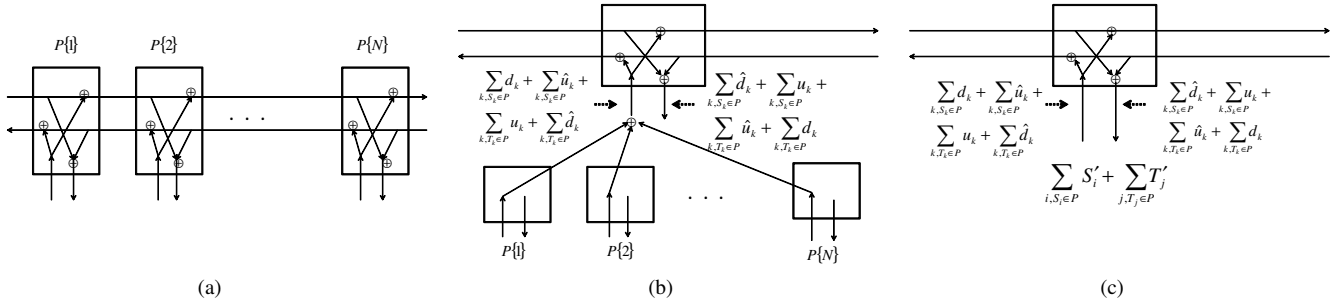 P{1} P{2} P{N}
. . .
(a)
∑_{k,S_k∈P} d_k + ∑_{k,S_k∈P} û_k +
∑_{k,T_k∈P} u_k + ∑_{k,T_k∈P} d̂_k
∑_{k,S_k∈P} d̂_k + ∑_{k,S_k∈P} u_k +
∑_{k,T_k∈P} û_k + ∑_{k,T_k∈P} d_k
. . .
P{1} P{2} P{N}
(b)
∑_{k,S_k∈P} d_k + ∑_{k,S_k∈P} û_k +
∑_{k,T_k∈P} u_k + ∑_{k,T_k∈P} d̂_k
∑_{k,S_k∈P} d̂_k + ∑_{k,S_k∈P} u_k +
∑_{k,T_k∈P} û_k + ∑_{k,T_k∈P} d_k
∑_{i,S_i∈P} S′_i + ∑_{j,T_j∈P} T′_j
(c)